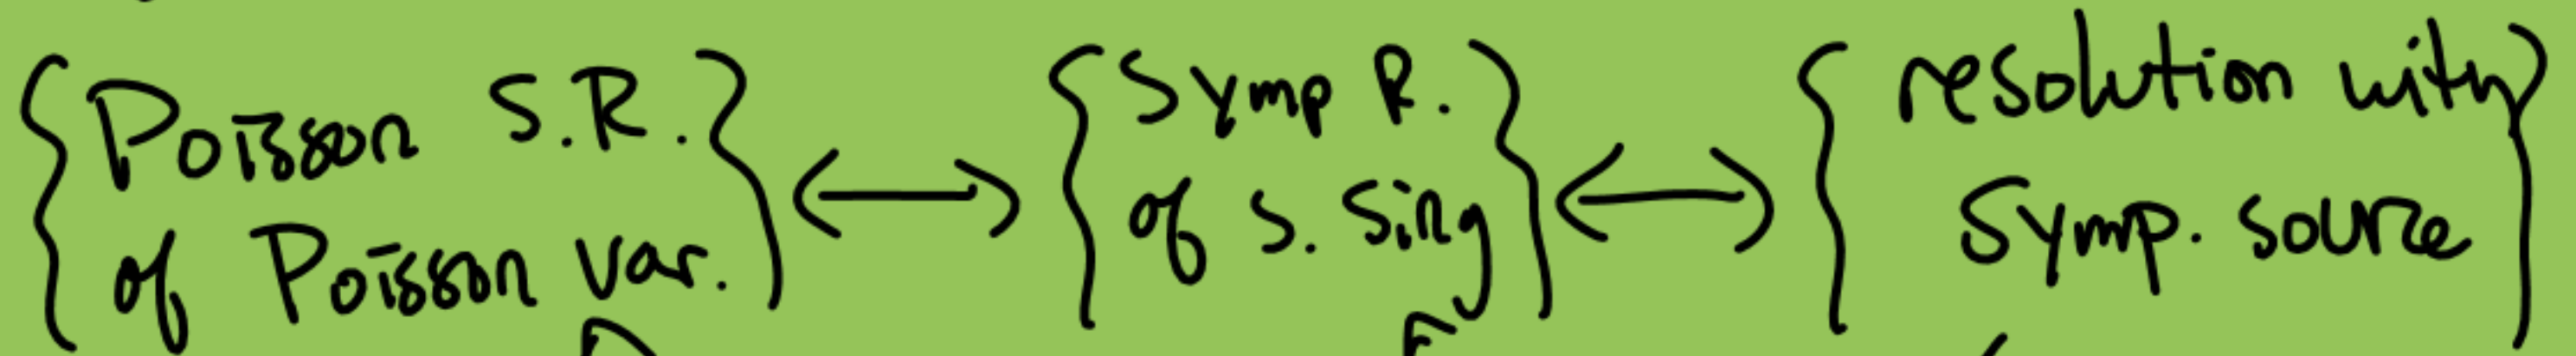 {Poisson S.R. of Poisson var.} ⟷ {Symp R. of S. Sing} ⟷ {resolution with Symp. source}